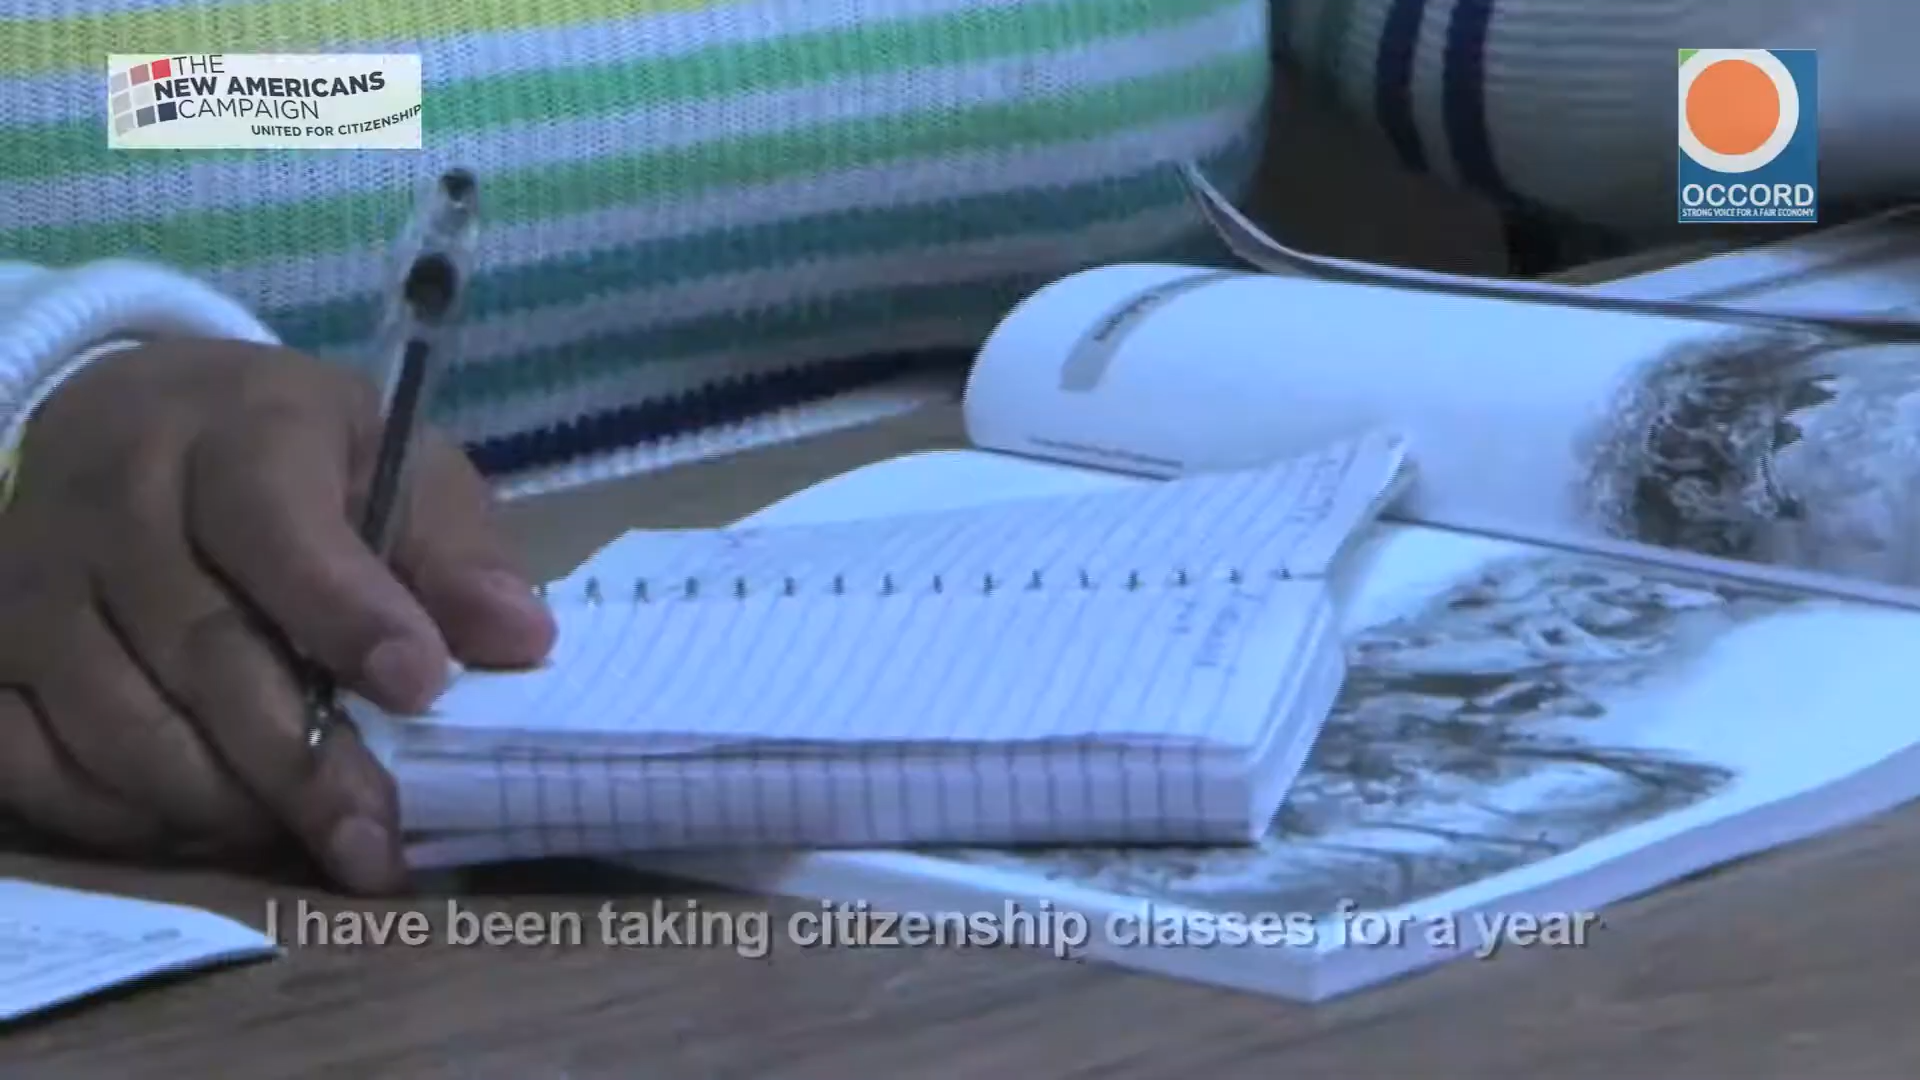 THE
NEW AMERICANS
CAMPAIGN
UNITED FOR CITIZENSHIP
OCCORD
STRONG VOICE FOR A FAIR ECONOMY
I have been taking citizenship classes for a year